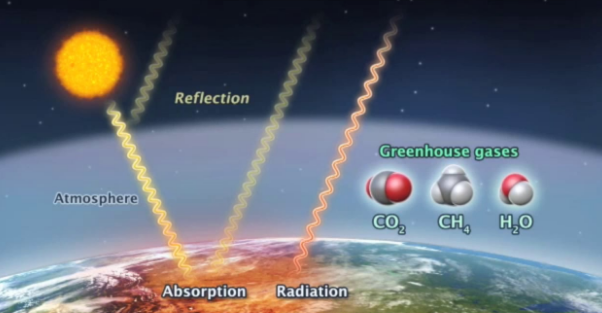 Reflection
Greenhouse gases
Atmosphere
CO₂ CH₄ H₂O
Absorption Radiation